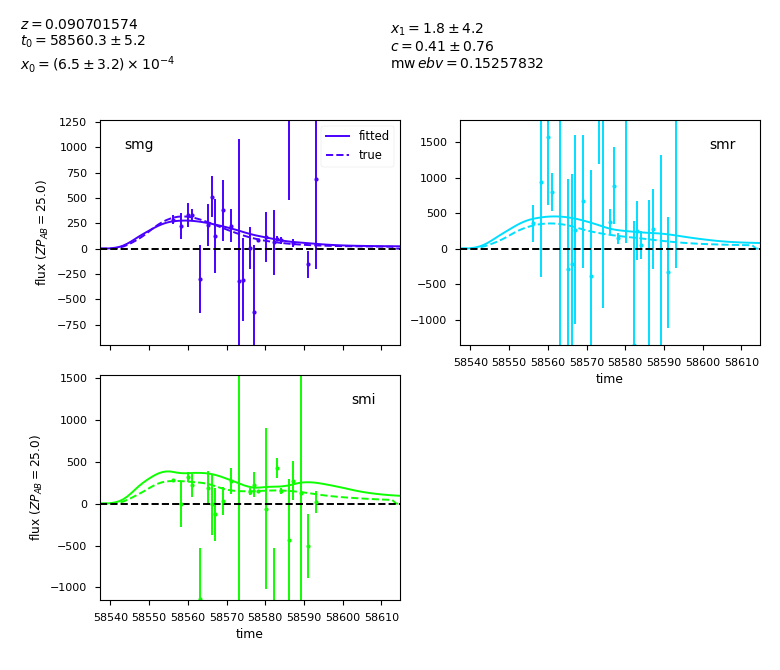 z = 0.090701574
t₀ = 58560.3 ± 5.2
x₀ = (6.5 ± 3.2) × 10⁻⁴
x₁ = 1.8 ± 4.2
c = 0.41 ± 0.76
mw ebv = 0.15257832
smg
fitted
true
1250
1000
750
500
250
0
−250
−500
−750
flux (ZP_AB = 25.0)
smr
1500
1000
500
0
−500
−1000
58540 58550 58560 58570 58580 58590 58600 58610
time
smi
1500
1000
500
0
−500
−1000
flux (ZP_AB = 25.0)
58540 58550 58560 58570 58580 58590 58600 58610
time